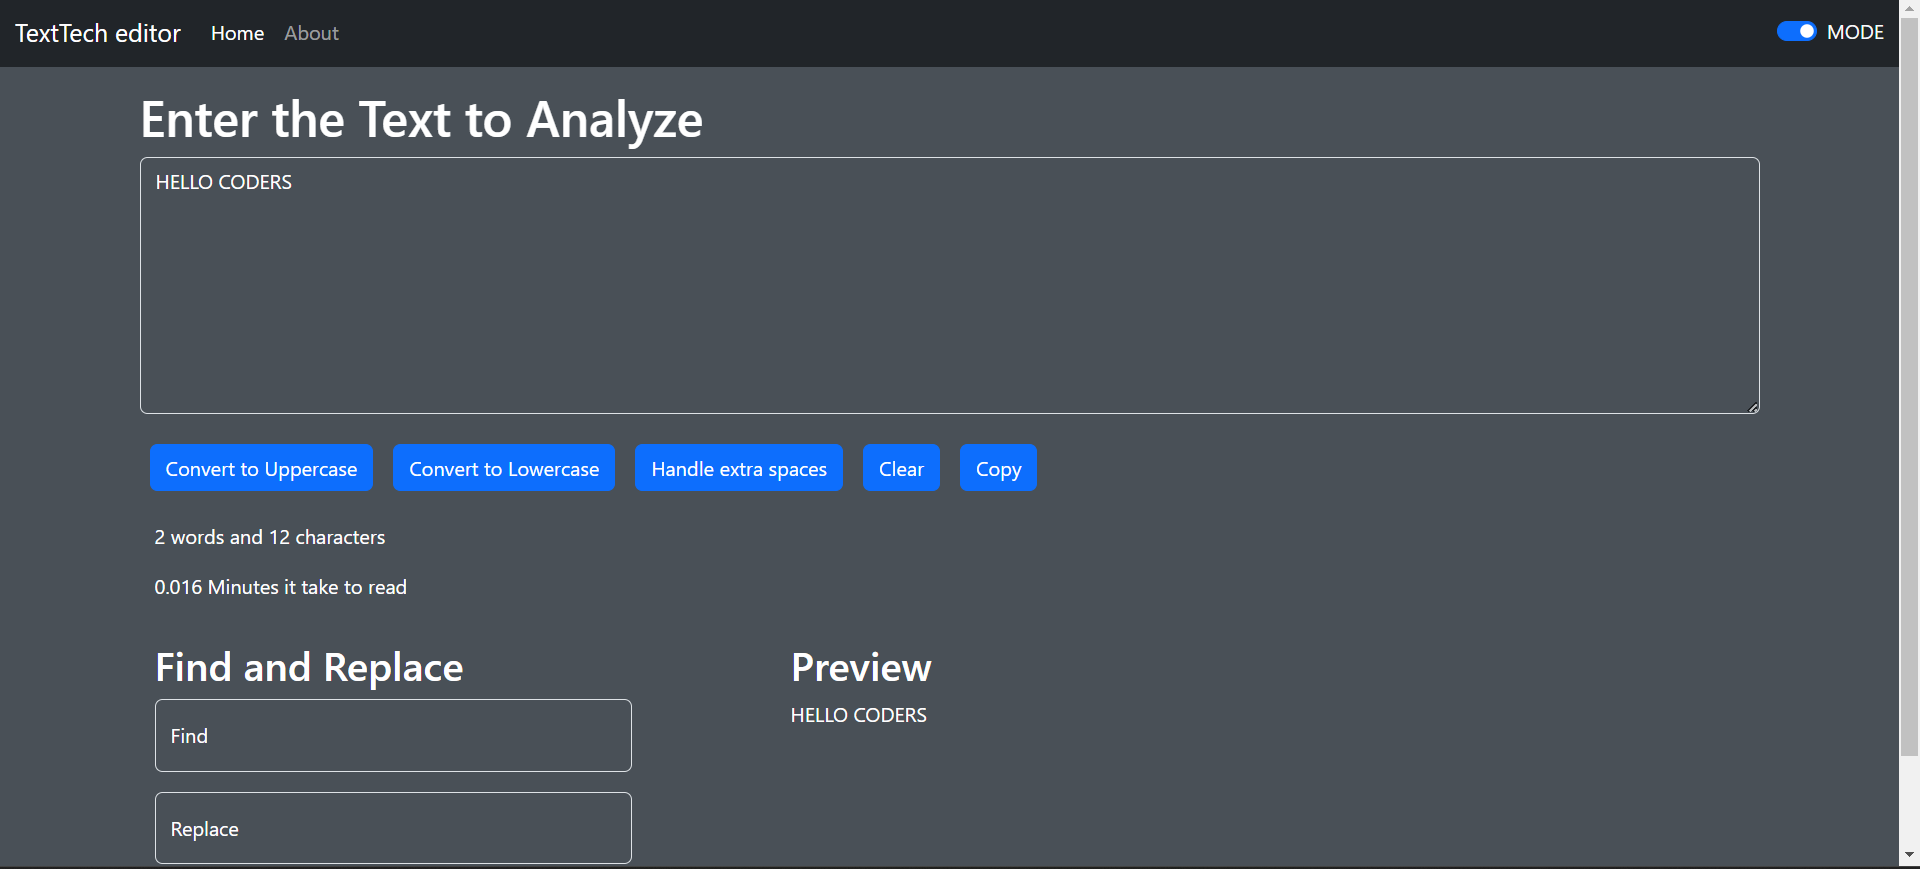 TextTech editor Home About MODE
Enter the Text to Analyze
HELLO CODERS
Convert to Uppercase Convert to Lowercase Handle extra spaces Clear Copy
2 words and 12 characters
0.016 Minutes it take to read
Find and Replace
Find
Replace
Preview
HELLO CODERS